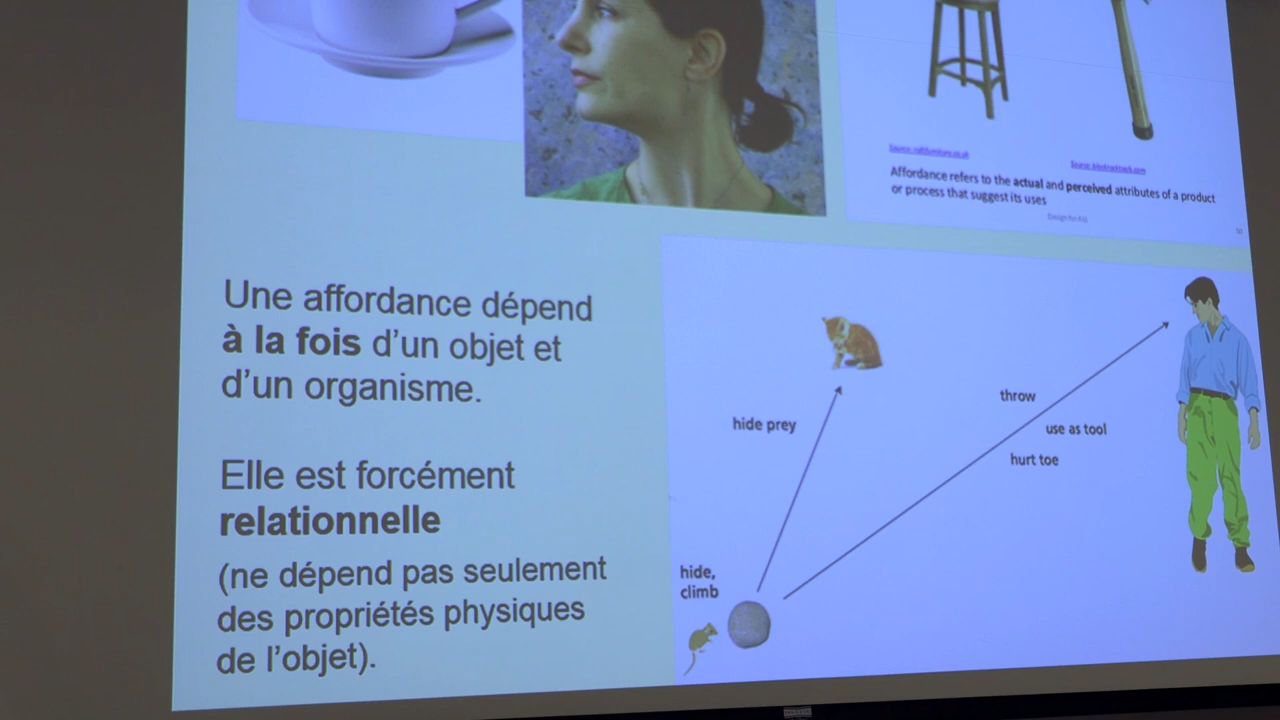 Affordance refers to the actual and perceived attributes of a product
or process that suggest its uses
Une affordance dépend
à la fois d'un objet et
d'un organisme.
Elle est forcément
relationnelle
(ne dépend pas seulement
des propriétés physiques
de l'objet).
throw
use as tool
hurt toe
hide prey
hide,
climb